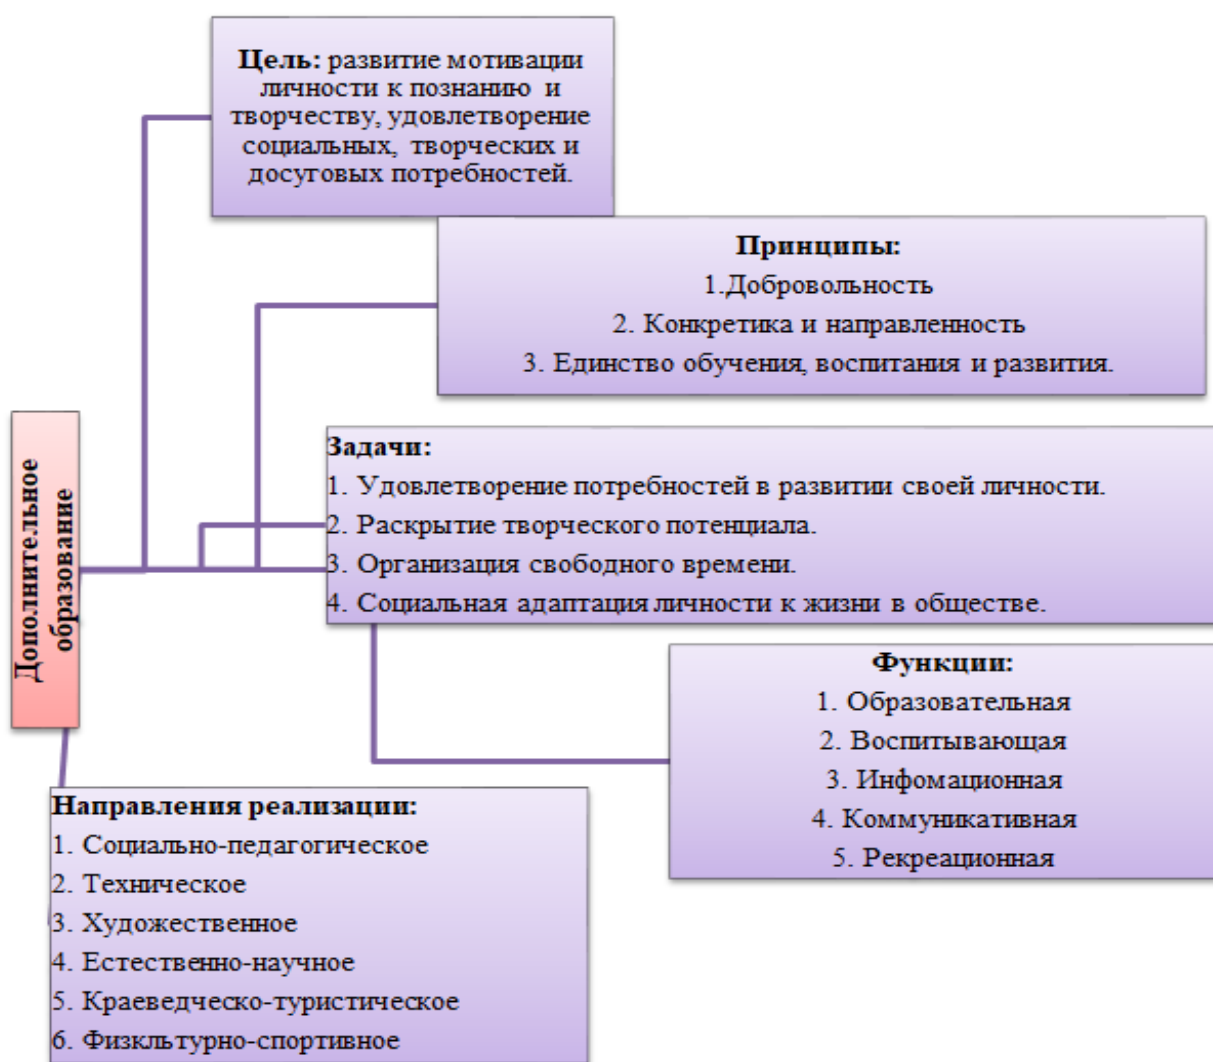 Цель: развитие мотивации
личности к познанию и
творчеству, удовлетворение
социальных, творческих и
досуговых потребностей.
Принципы:
1.Добровольность
2. Конкретика и направленность
3. Единство обучения, воспитания и развития.
Дополнительное
образование
Задачи:
1. Удовлетворение потребностей в развитии своей личности.
2. Раскрытие творческого потенциала.
3. Организация свободного времени.
4. Социальная адаптация личности к жизни в обществе.
Функции:
1. Образовательная
2. Воспитывающая
3. Инфомационная
4. Коммуникативная
5. Рекреационная
Направления реализации:
1. Социально-педагогическое
2. Техническое
3. Художественное
4. Естественно-научное
5. Краеведческо-туристическое
6. Физкльтурно-спортивное